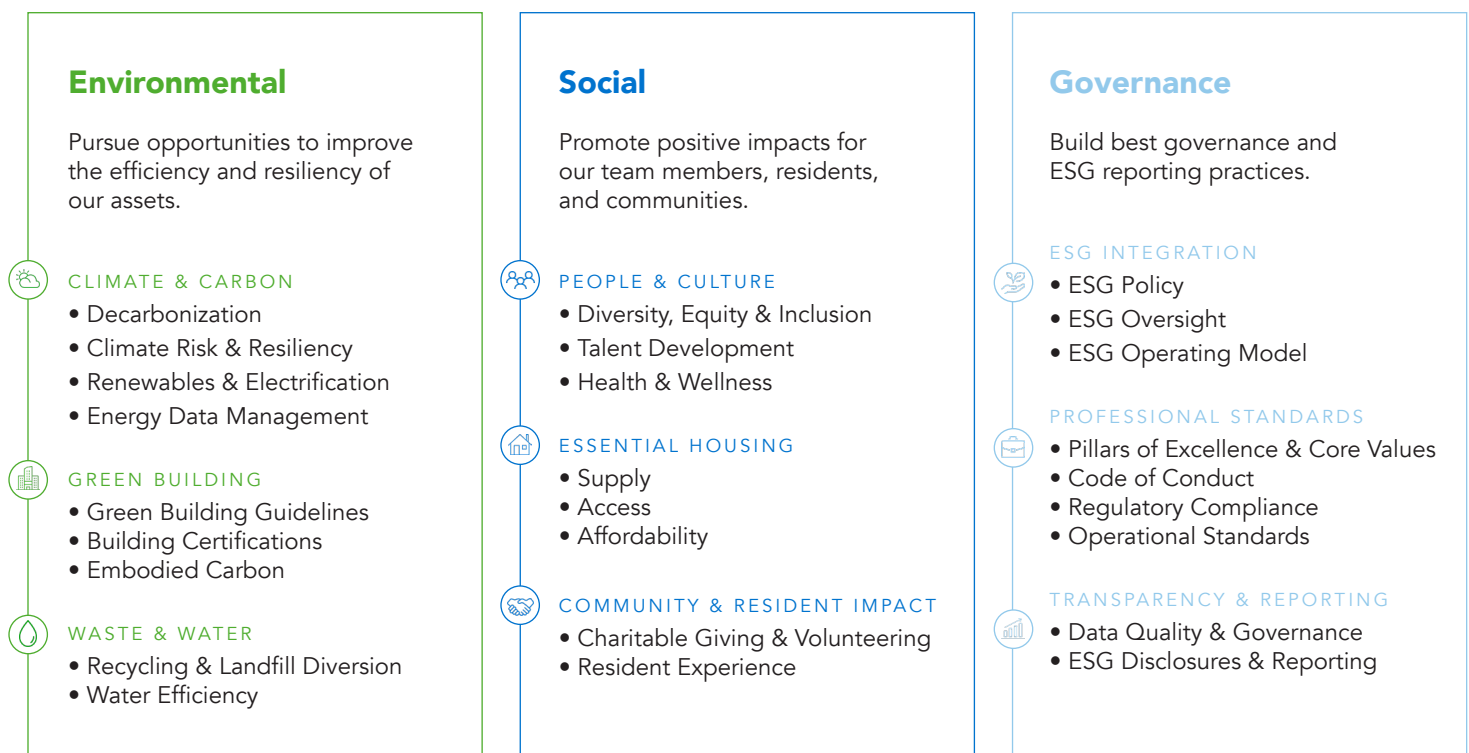 Environmental
Pursue opportunities to improve
the efficiency and resiliency of
our assets.
CLIMATE & CARBON
• Decarbonization
• Climate Risk & Resiliency
• Renewables & Electrification
• Energy Data Management
GREEN BUILDING
• Green Building Guidelines
• Building Certifications
• Embodied Carbon
WASTE & WATER
• Recycling & Landfill Diversion
• Water Efficiency
Social
Promote positive impacts for
our team members, residents,
and communities.
PEOPLE & CULTURE
• Diversity, Equity & Inclusion
• Talent Development
• Health & Wellness
ESSENTIAL HOUSING
• Supply
• Access
• Affordability
COMMUNITY & RESIDENT IMPACT
• Charitable Giving & Volunteering
• Resident Experience
Governance
Build best governance and
ESG reporting practices.
ESG INTEGRATION
• ESG Policy
• ESG Oversight
• ESG Operating Model
PROFESSIONAL STANDARDS
• Pillars of Excellence & Core Values
• Code of Conduct
• Regulatory Compliance
• Operational Standards
TRANSPARENCY & REPORTING
• Data Quality & Governance
• ESG Disclosures & Reporting